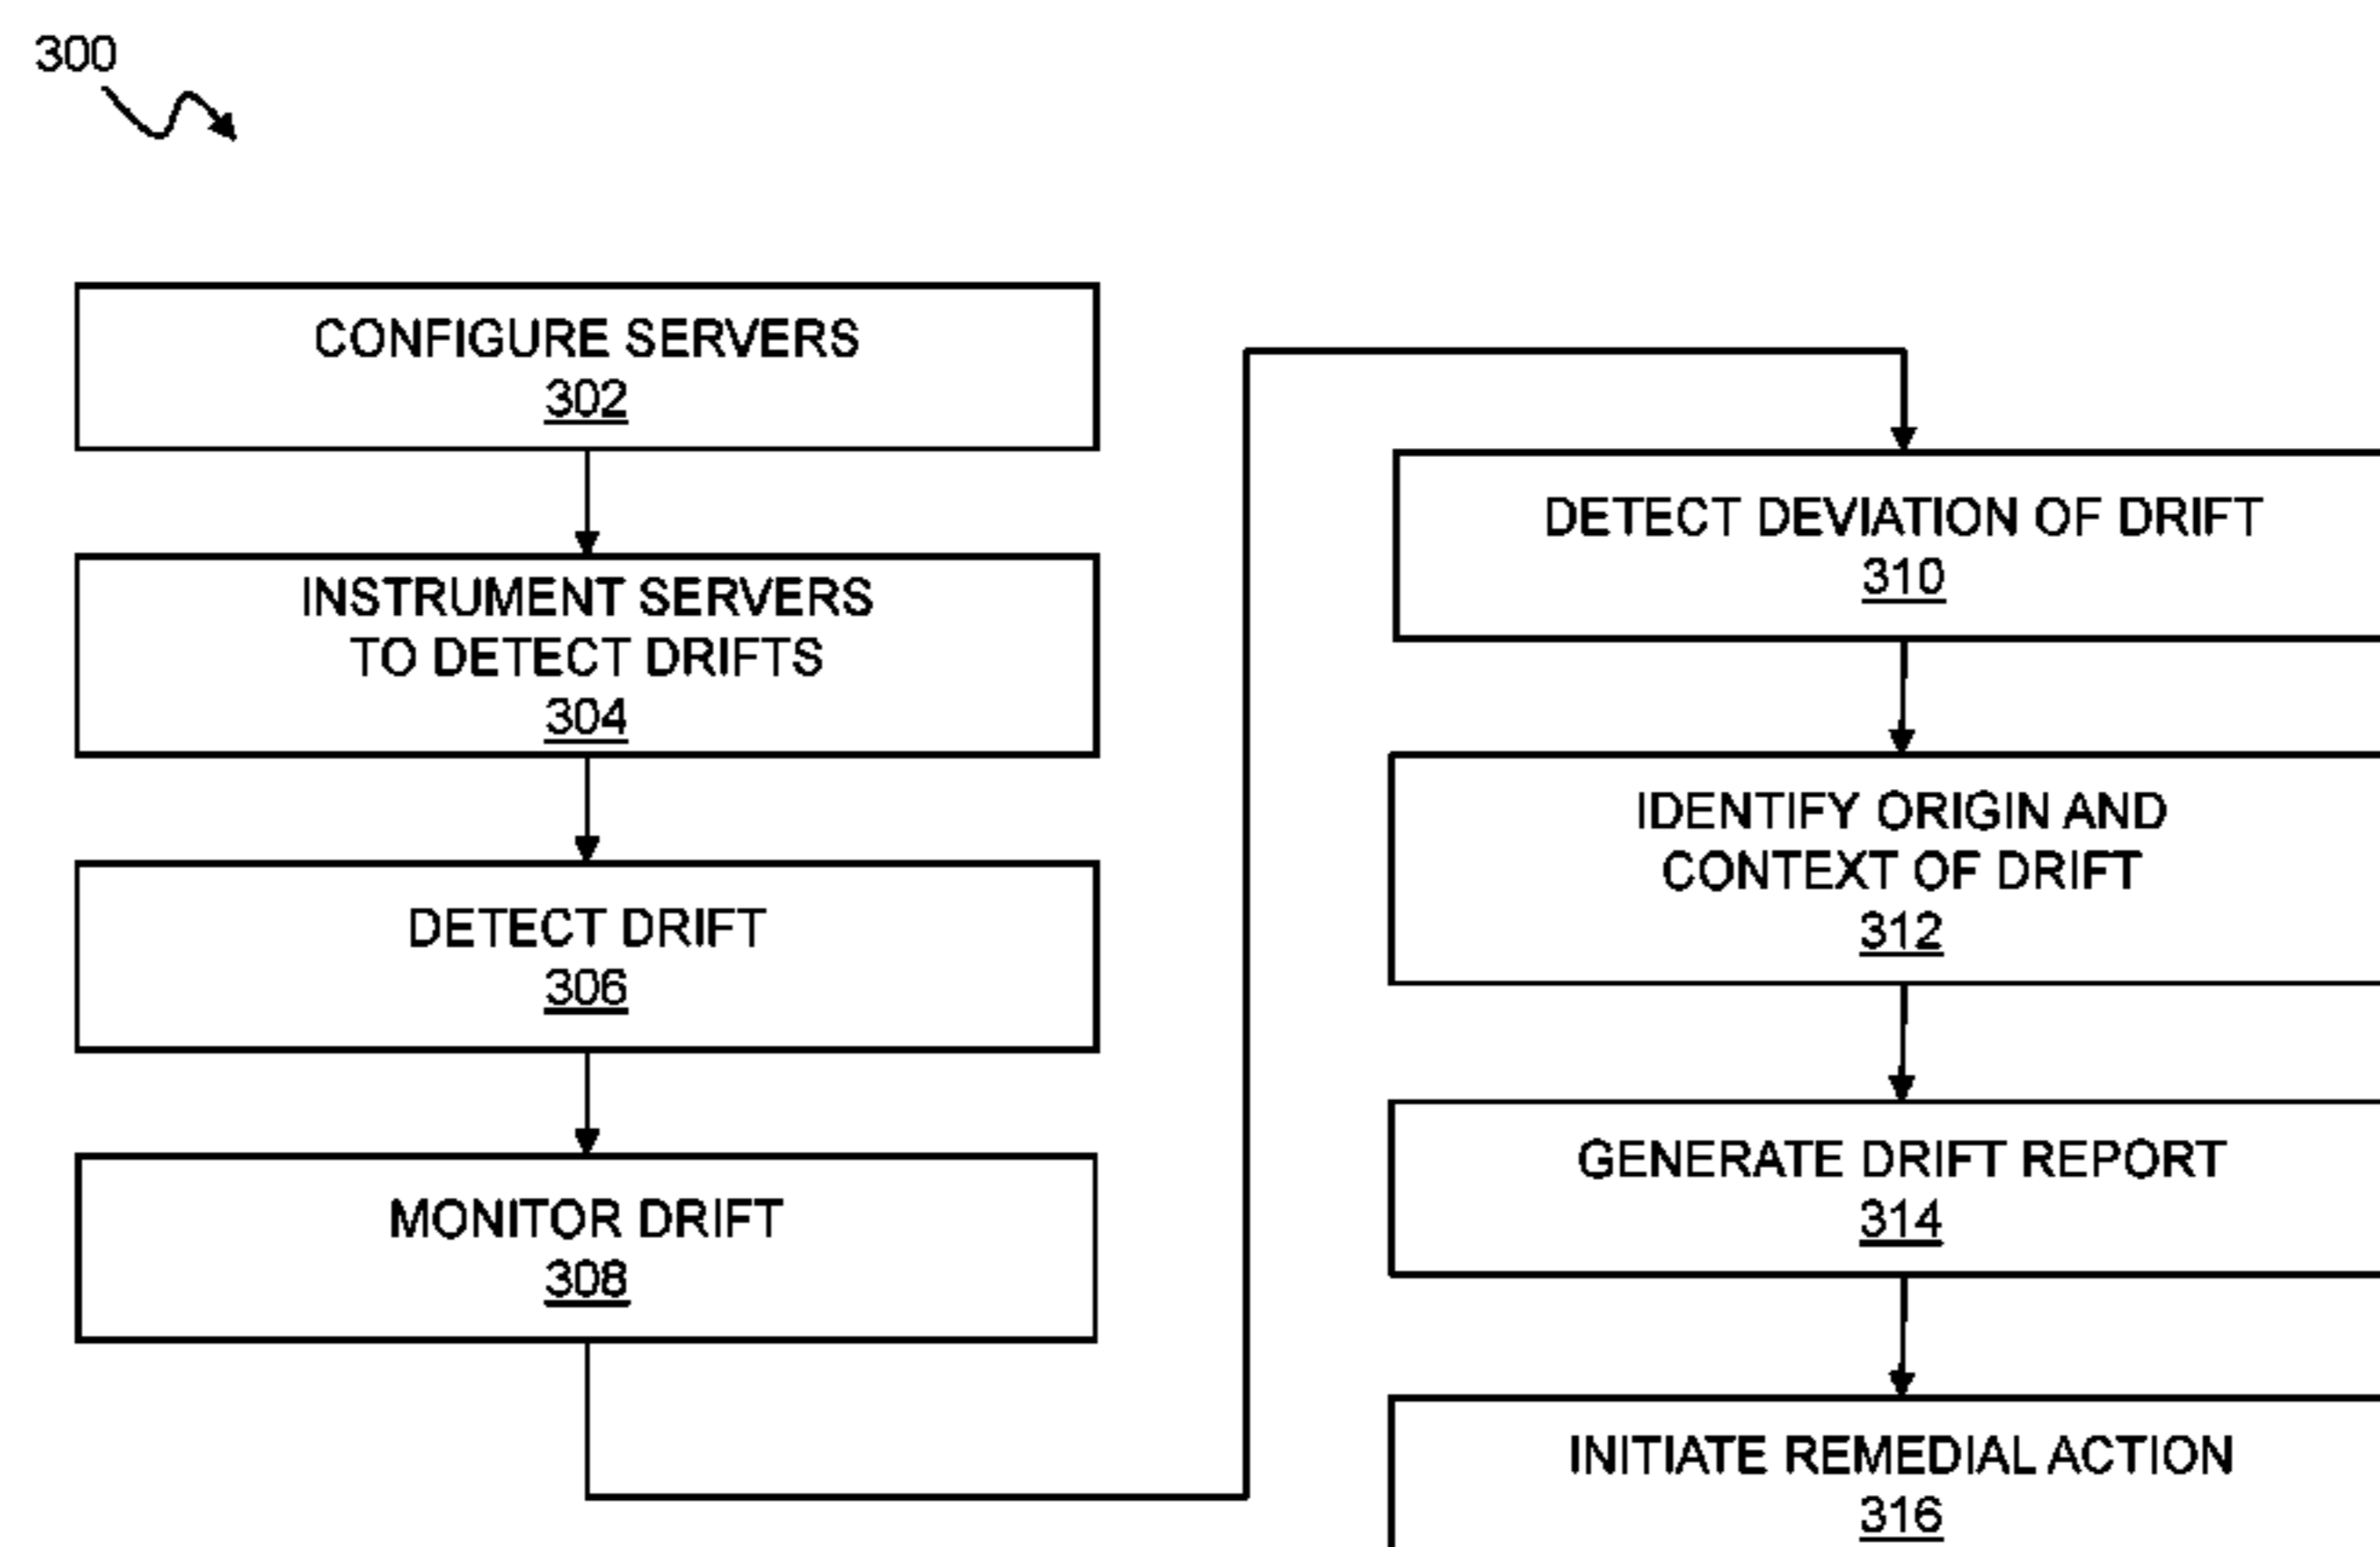 300
CONFIGURE SERVERS
302
INSTRUMENT SERVERS
TO DETECT DRIFTS
304
DETECT DRIFT
306
MONITOR DRIFT
308
DETECT DEVIATION OF DRIFT
310
IDENTIFY ORIGIN AND
CONTEXT OF DRIFT
312
GENERATE DRIFT REPORT
314
INITIATE REMEDIAL ACTION
316